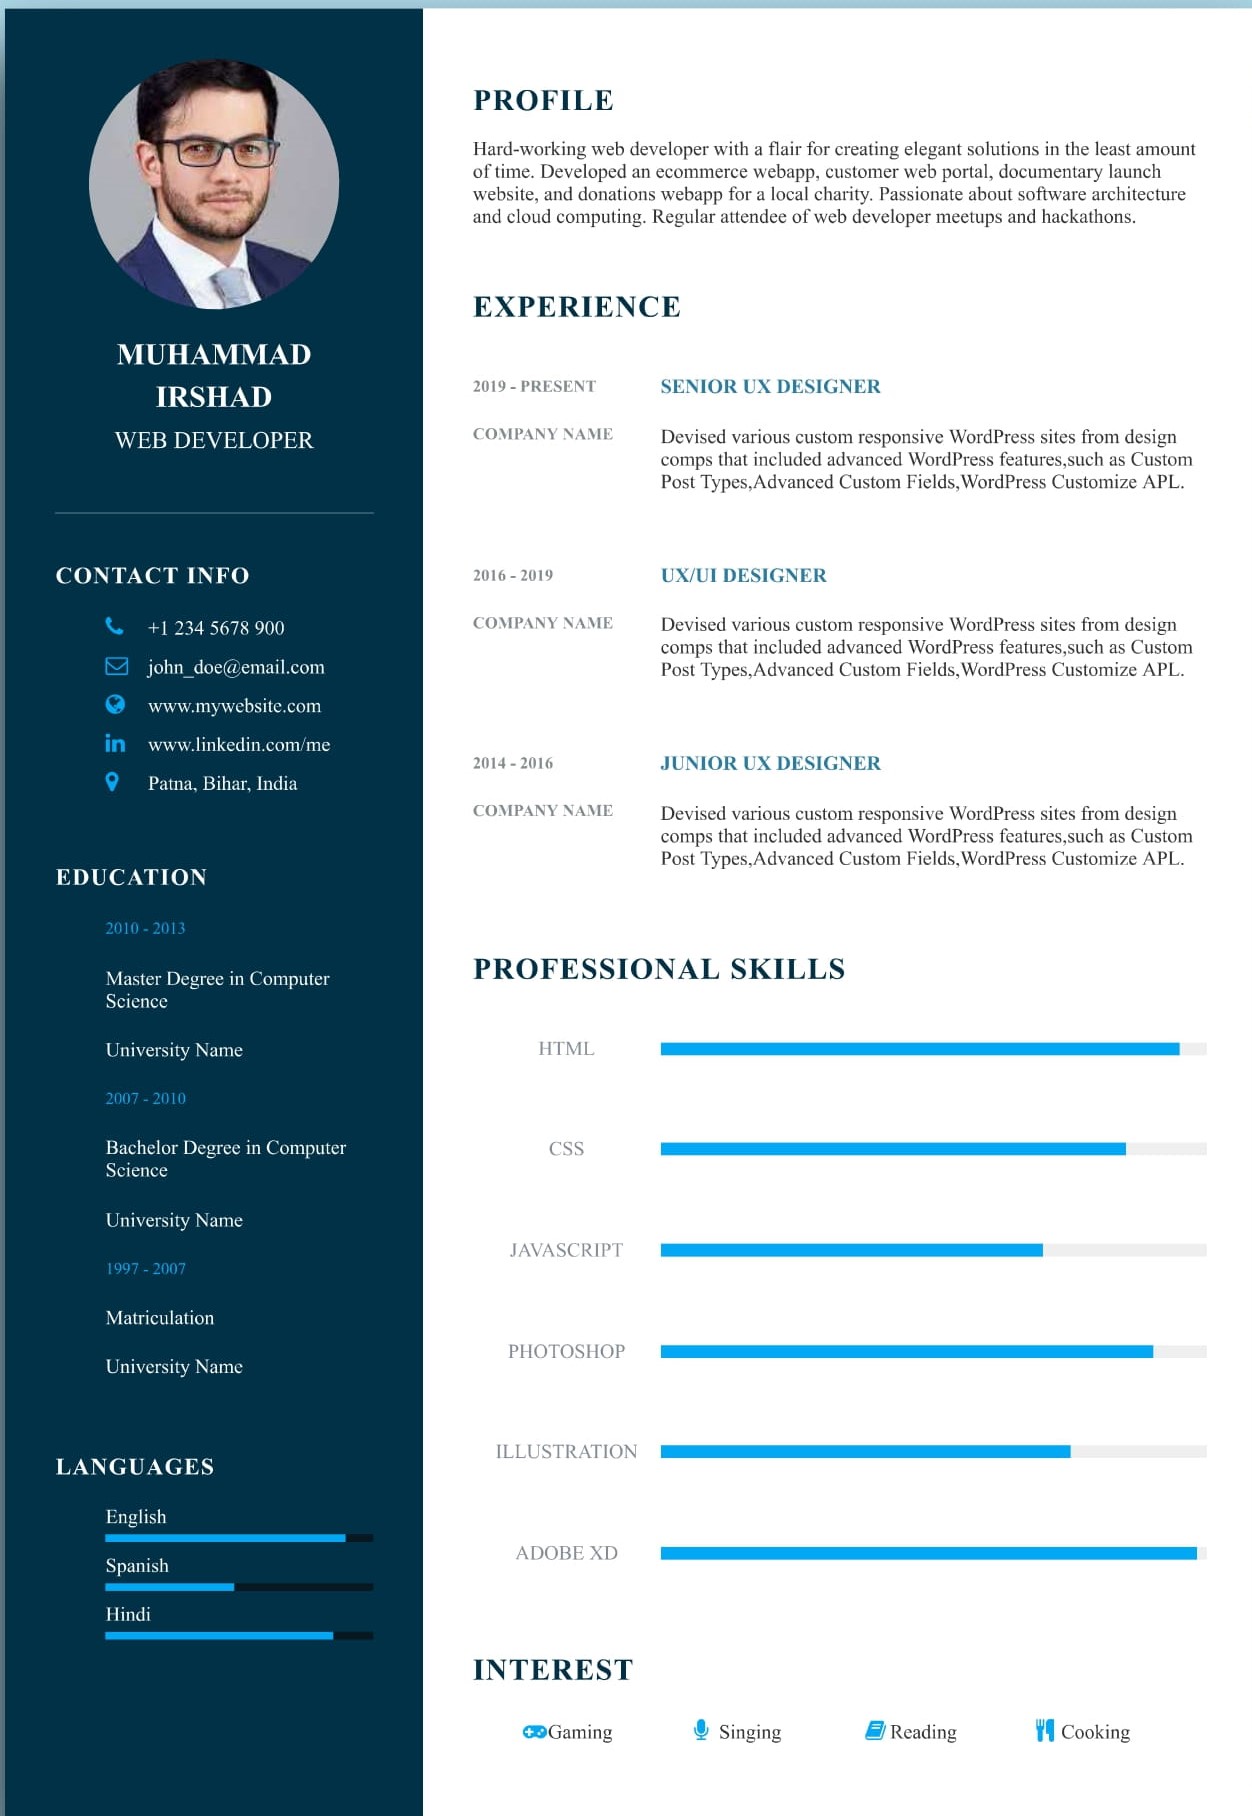 MUHAMMAD
IRSHAD
WEB DEVELOPER
CONTACT INFO
+1 234 5678 900
john_doe@email.com
www.mywebsite.com
www.linkedin.com/me
Patna, Bihar, India
EDUCATION
2010 - 2013
Master Degree in Computer
Science
University Name
2007 - 2010
Bachelor Degree in Computer
Science
University Name
1997 - 2007
Matriculation
University Name
LANGUAGES
English
Spanish
Hindi
PROFILE
Hard-working web developer with a flair for creating elegant solutions in the least amount
of time. Developed an ecommerce webapp, customer web portal, documentary launch
website, and donations webapp for a local charity. Passionate about software architecture
and cloud computing. Regular attendee of web developer meetups and hackathons.
EXPERIENCE
2019 - PRESENT SENIOR UX DESIGNER
COMPANY NAME Devised various custom responsive WordPress sites from design
comps that included advanced WordPress features,such as Custom
Post Types,Advanced Custom Fields,WordPress Customize APL.
2016 - 2019 UX/UI DESIGNER
COMPANY NAME Devised various custom responsive WordPress sites from design
comps that included advanced WordPress features,such as Custom
Post Types,Advanced Custom Fields,WordPress Customize APL.
2014 - 2016 JUNIOR UX DESIGNER
COMPANY NAME Devised various custom responsive WordPress sites from design
comps that included advanced WordPress features,such as Custom
Post Types,Advanced Custom Fields,WordPress Customize APL.
PROFESSIONAL SKILLS
HTML
CSS
JAVASCRIPT
PHOTOSHOP
ILLUSTRATION
ADOBE XD
INTEREST
Gaming Singing Reading Cooking